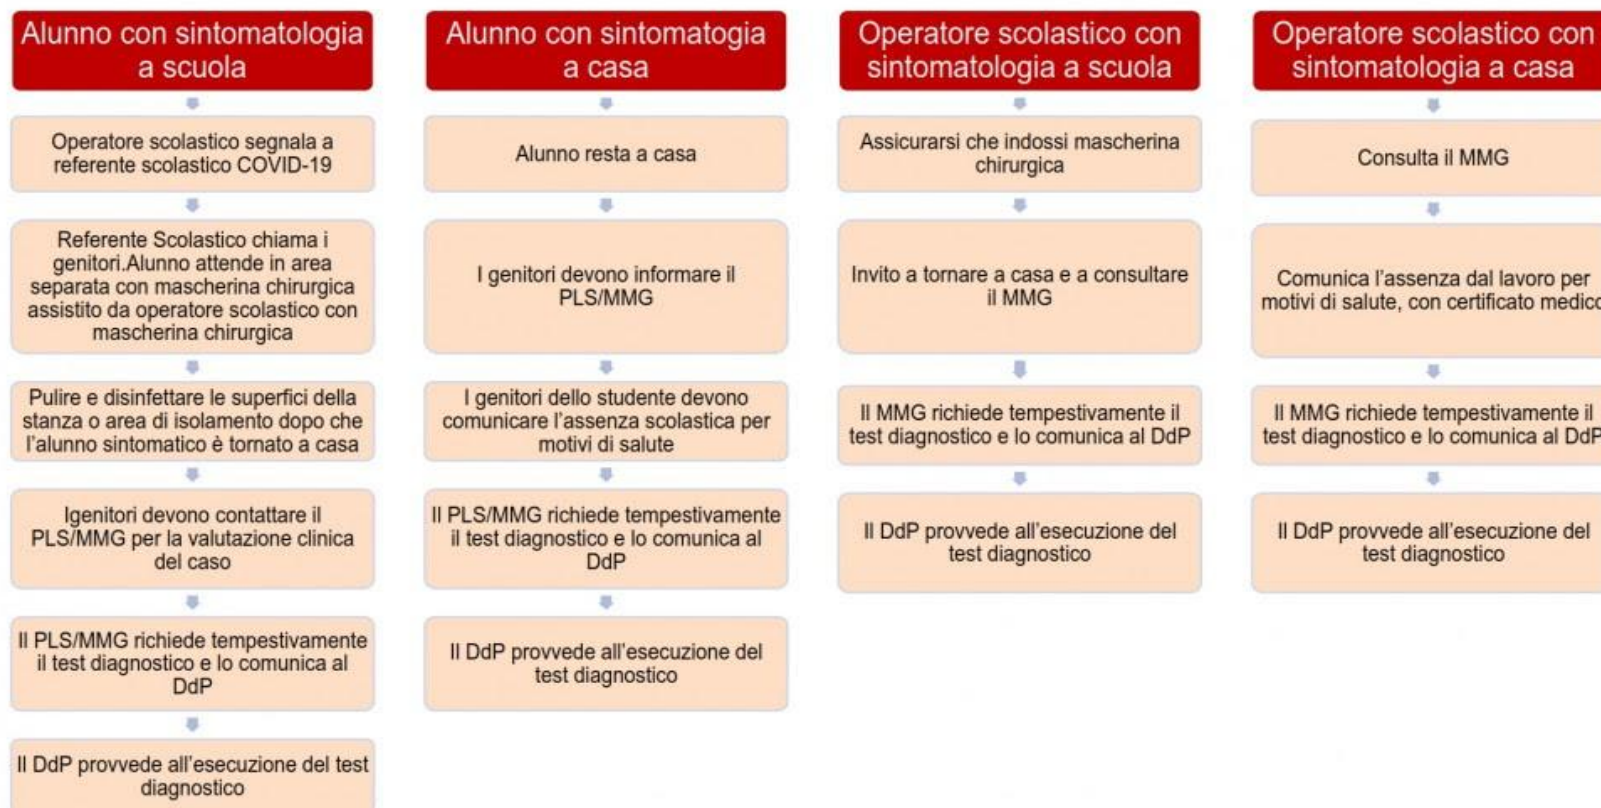 Alunno con sintomatologia
a scuola
Operatore scolastico segnala a
referente scolastico COVID-19
Referente Scolastico chiama i
genitori.Alunno attende in area
separata con mascherina chirurgica
assistito da operatore scolastico con
mascherina chirurgica
Pulire e disinfettare le superfici della
stanza o area di isolamento dopo che
l'alunno sintomatico è tornato a casa
Igenitori devono contattare il
PLS/MMG per la valutazione clinica
del caso
Il PLS/MMG richiede tempestivamente
il test diagnostico e lo comunica al
DdP
Il DdP provvede all'esecuzione del test
diagnostico
Alunno con sintomatogia
a casa
Alunno resta a casa
I genitori devono informare il
PLS/MMG
I genitori dello studente devono
comunicare l'assenza scolastica per
motivi di salute
Il PLS/MMG richiede tempestivamente
il test diagnostico e lo comunica al
DdP
Il DdP provvede all'esecuzione del
test diagnostico
Operatore scolastico con
sintomatologia a scuola
Assicurarsi che indossi mascherina
chirurgica
Invito a tornare a casa e a consultare
il MMG
Il MMG richiede tempestivamente il
test diagnostico e lo comunica al DdP
Il DdP provvede all'esecuzione del
test diagnostico
Operatore scolastico con
sintomatologia a casa
Consulta il MMG
Comunica l'assenza dal lavoro per
motivi di salute, con certificato medico
Il MMG richiede tempestivamente il
test diagnostico e lo comunica al DdP
Il DdP provvede all'esecuzione del
test diagnostico